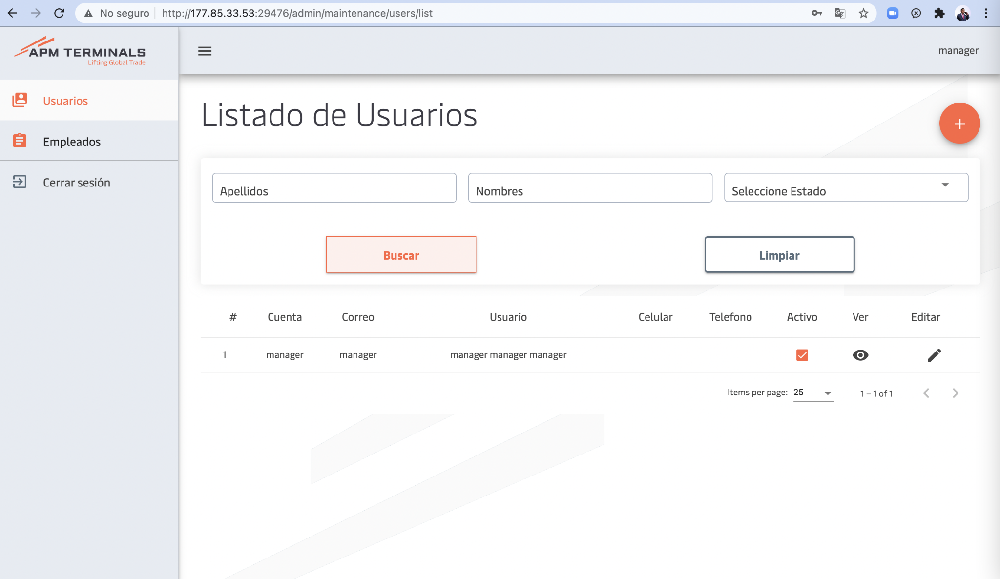 No seguro http://177.85.33.53:29476/admin/maintenance/users/list
APM TERMINALS
Lifting Global Trade
manager
Usuarios
Empleados
Cerrar sesión
Listado de Usuarios
+
Apellidos Nombres Seleccione Estado
Buscar Limpiar
# Cuenta Correo Usuario Celular Telefono Activo Ver Editar
1 manager manager manager manager manager
Items per page: 25 1 – 1 of 1